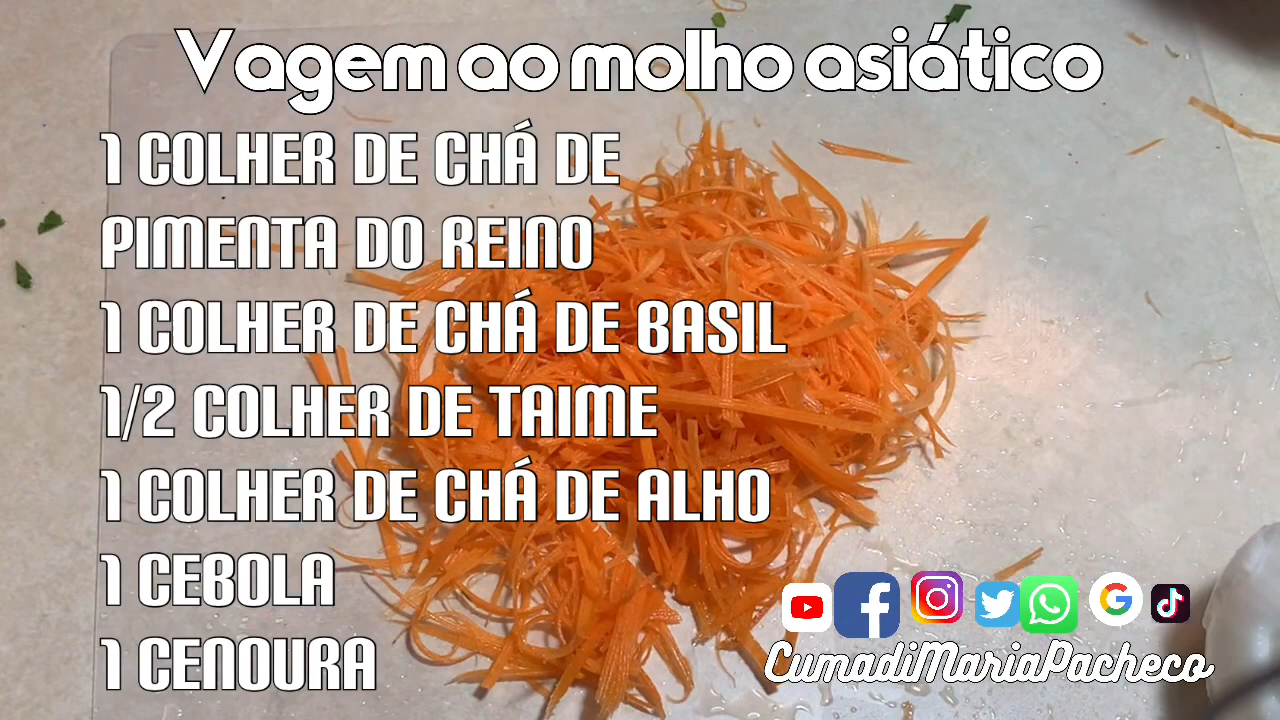 Vagem ao molho asiático
1 COLHER DE CHÁ DE
PIMENTA DO REINO
1 COLHER DE CHÁ DE BASIL
1/2 COLHER DE TAIME
1 COLHER DE CHÁ DE ALHO
1 CEBOLA
1 CENOURA
CumadiMariaPacheco